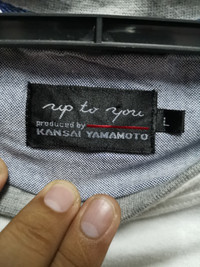 up to you
produced by
KANSAI YAMAMOTO
L